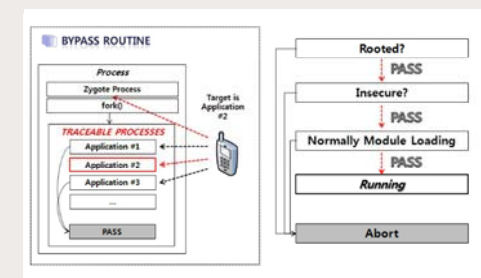 BYPASS ROUTINE
Process
Zygote Process
fork()
TRACEABLE PROCESSES
Application #1
Application #2
Application #3
...
PASS
Target is
Application
#2
Rooted?
PASS
Insecure?
PASS
Normally Module Loading
PASS
Running
Abort